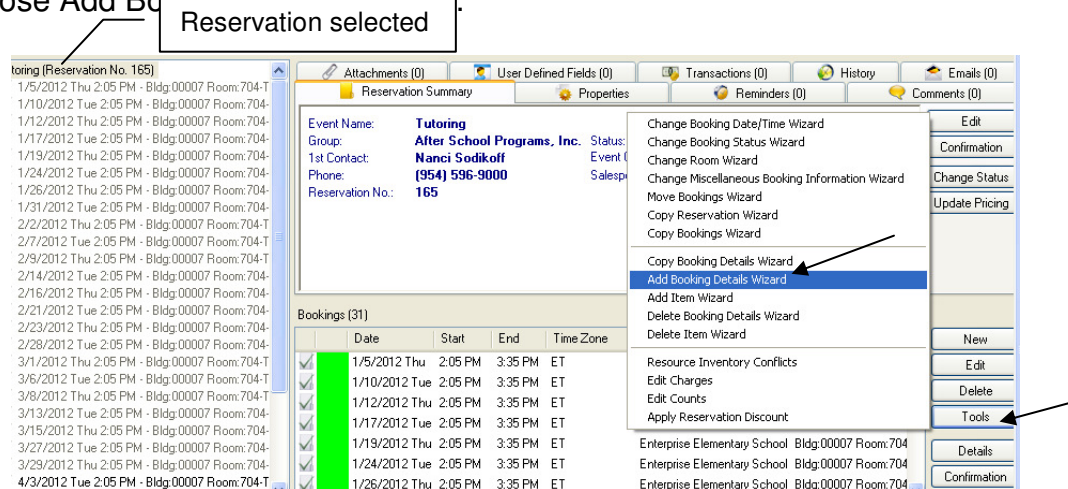 ose Add Bo
Reservation selected
toring (Reservation No. 165)
1/5/2012 Thu 2:05 PM - Bldg:00007 Room:704-T
1/10/2012 Tue 2:05 PM - Bldg:00007 Room:704-
1/12/2012 Thu 2:05 PM - Bldg:00007 Room:704-
1/17/2012 Tue 2:05 PM - Bldg:00007 Room:704-
1/19/2012 Thu 2:05 PM - Bldg:00007 Room:704-
1/24/2012 Tue 2:05 PM - Bldg:00007 Room:704-
1/26/2012 Thu 2:05 PM - Bldg:00007 Room:704-
1/31/2012 Tue 2:05 PM - Bldg:00007 Room:704-
2/2/2012 Thu 2:05 PM - Bldg:00007 Room:704-T
2/7/2012 Tue 2:05 PM - Bldg:00007 Room:704-T
2/9/2012 Thu 2:05 PM - Bldg:00007 Room:704-T
2/14/2012 Tue 2:05 PM - Bldg:00007 Room:704-
2/16/2012 Thu 2:05 PM - Bldg:00007 Room:704-
2/21/2012 Tue 2:05 PM - Bldg:00007 Room:704-
2/23/2012 Thu 2:05 PM - Bldg:00007 Room:704-
2/28/2012 Tue 2:05 PM - Bldg:00007 Room:704-
3/1/2012 Thu 2:05 PM - Bldg:00007 Room:704-T
3/6/2012 Tue 2:05 PM - Bldg:00007 Room:704-T
3/8/2012 Thu 2:05 PM - Bldg:00007 Room:704-T
3/13/2012 Tue 2:05 PM - Bldg:00007 Room:704-
3/15/2012 Thu 2:05 PM - Bldg:00007 Room:704-
3/27/2012 Tue 2:05 PM - Bldg:00007 Room:704-
3/29/2012 Thu 2:05 PM - Bldg:00007 Room:704-
4/3/2012 Tue 2:05 PM - Bldg:00007 Room:704-T
Attachments (0) User Defined Fields (0) Transactions (0) History Emails (0)
Reservation Summary Properties Reminders (0) Comments (0)
Event Name: Tutoring
Group: After School Programs, Inc. Status:
1st Contact: Nanci Sodikoff Event
Phone: (954) 596-9000 Salesp
Reservation No.: 165
Change Booking Date/Time Wizard
Change Booking Status Wizard
Change Room Wizard
Change Miscellaneous Booking Information Wizard
Move Bookings Wizard
Copy Reservation Wizard
Copy Bookings Wizard
Copy Booking Details Wizard
Add Booking Details Wizard
Add Item Wizard
Delete Booking Details Wizard
Delete Item Wizard
Resource Inventory Conflicts
Edit Charges
Edit Counts
Apply Reservation Discount
Edit
Confirmation
Change Status
Update Pricing
Bookings (31)
Date Start End Time Zone
1/5/2012 Thu 2:05 PM 3:35 PM ET
1/10/2012 Tue 2:05 PM 3:35 PM ET
1/12/2012 Thu 2:05 PM 3:35 PM ET
1/17/2012 Tue 2:05 PM 3:35 PM ET
1/19/2012 Thu 2:05 PM 3:35 PM ET Enterprise Elementary School Bldg:00007 Room:704
1/24/2012 Tue 2:05 PM 3:35 PM ET Enterprise Elementary School Bldg:00007 Room:704
1/26/2012 Thu 2:05 PM 3:35 PM ET Enterprise Elementary School Bldg:00007 Room:704
New
Edit
Delete
Tools
Details
Confirmation